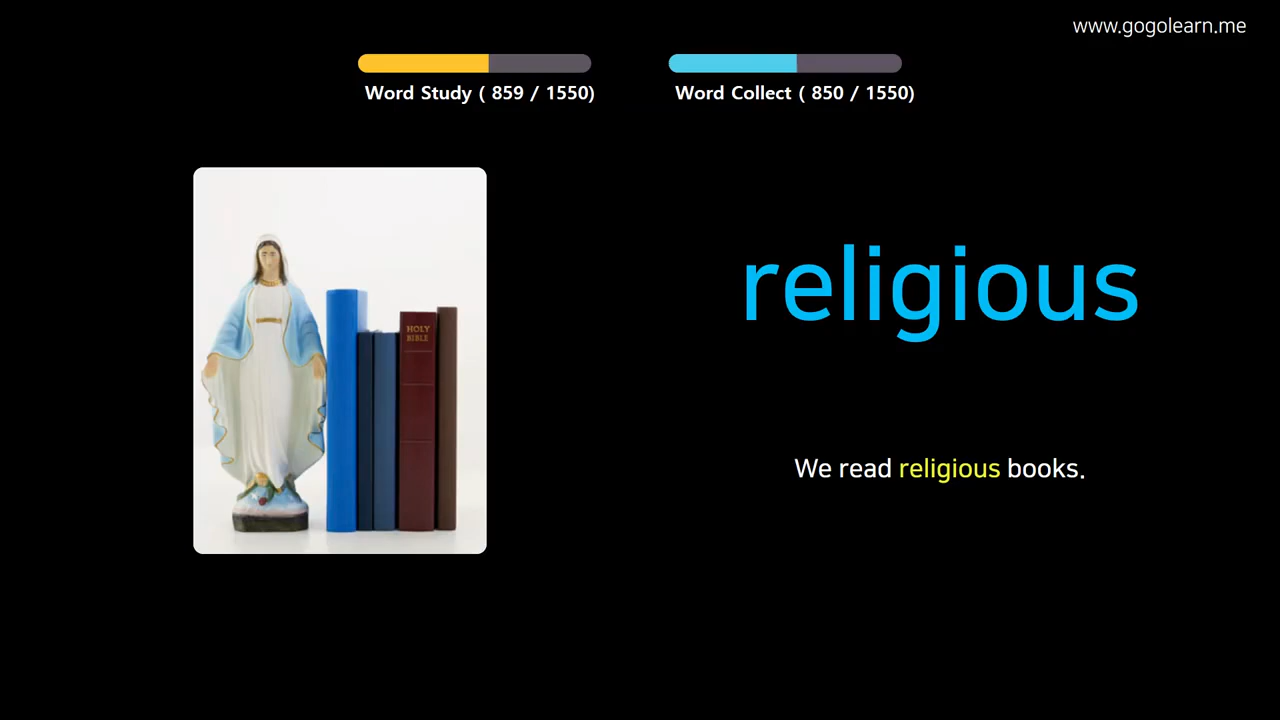 www.gogolearn.me
Word Study ( 859 / 1550)
Word Collect ( 850 / 1550)
HOLY
BIBLE
religious
We read religious books.